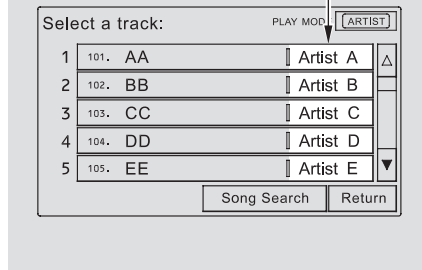 Select a track: PLAY MOD ARTIST
1 101. AA Artist A
2 102. BB Artist B
3 103. CC Artist C
4 104. DD Artist D
5 105. EE Artist E
Song Search Return